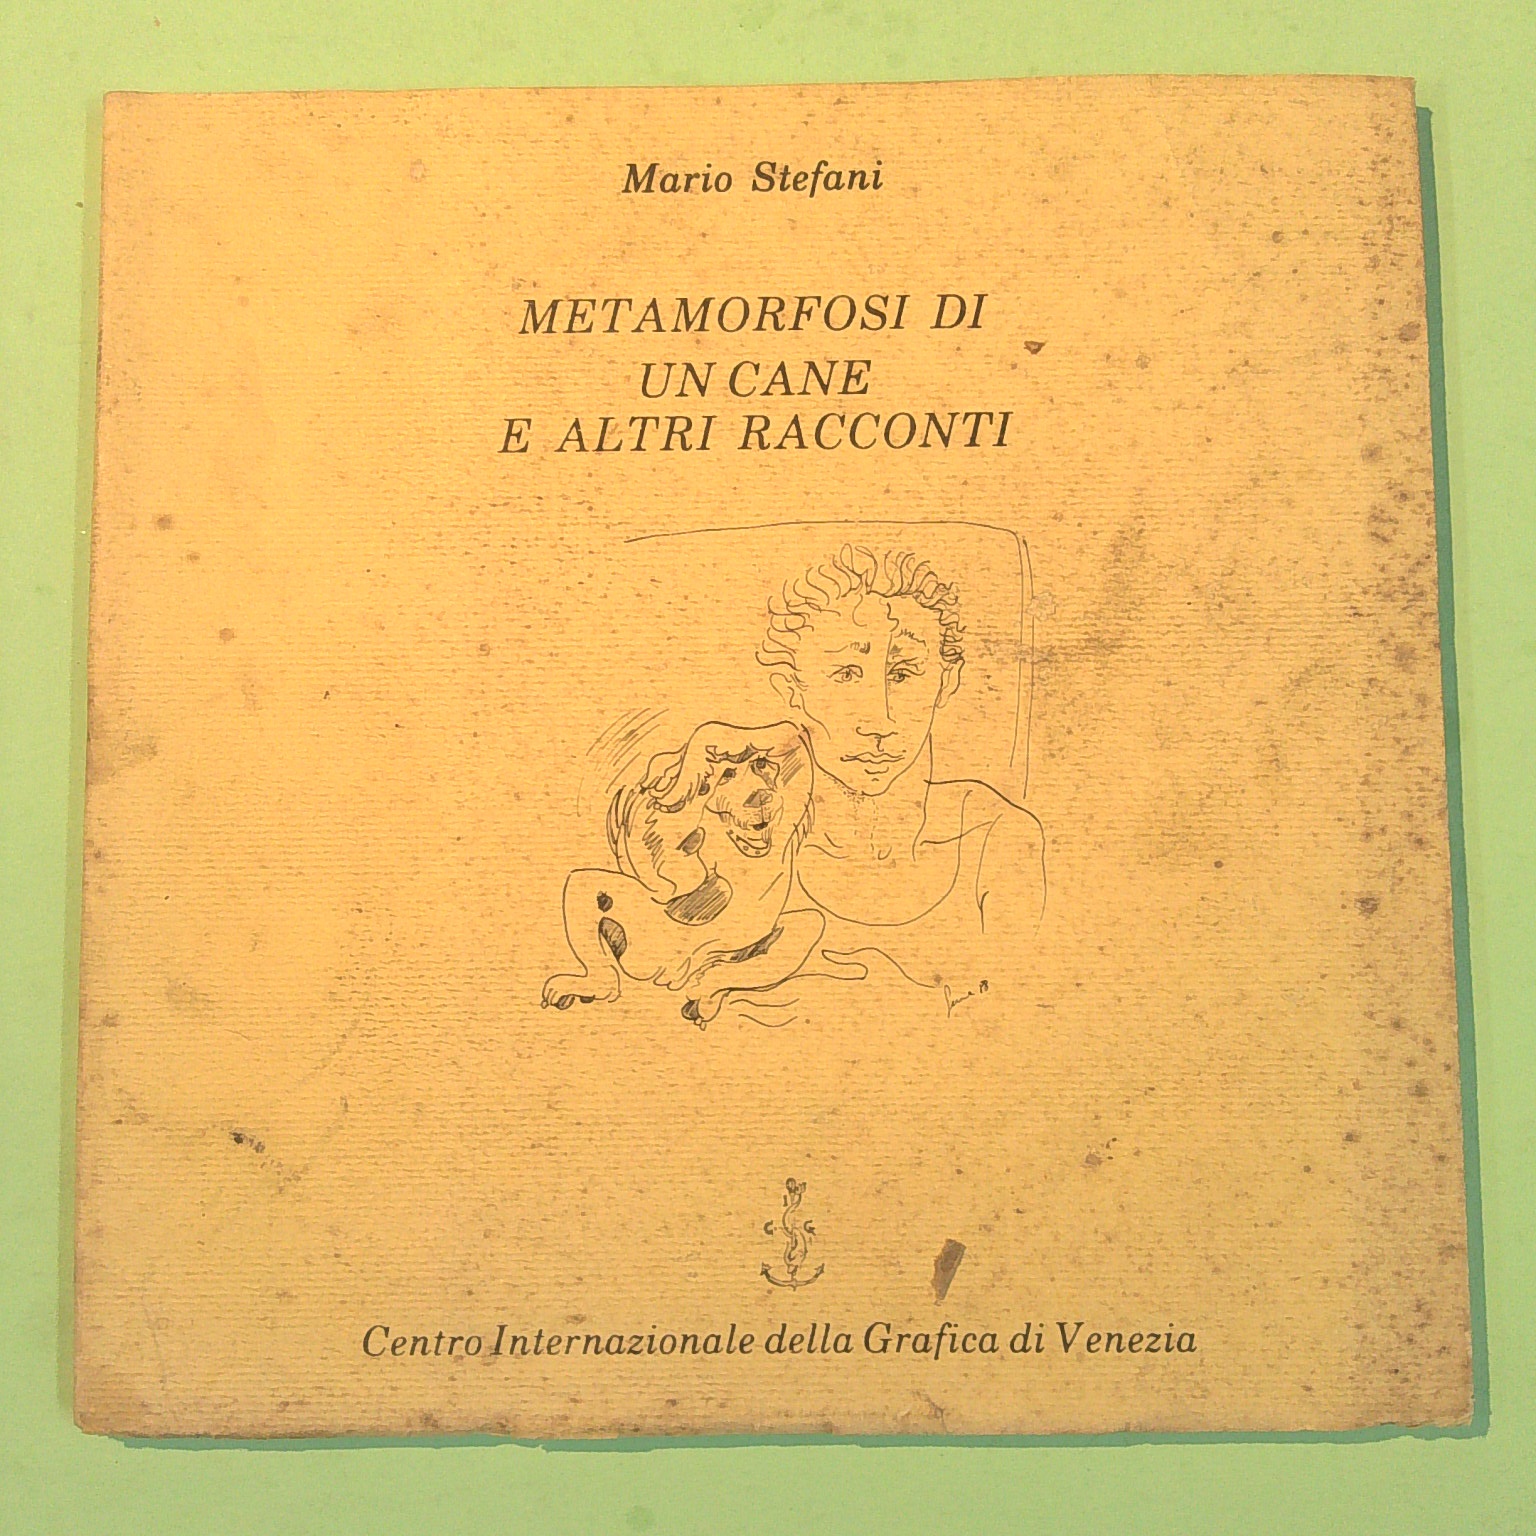 Mario Stefani
METAMORFOSI DI
UN CANE
E ALTRI RACCONTI
Centro Internazionale della Grafica di Venezia